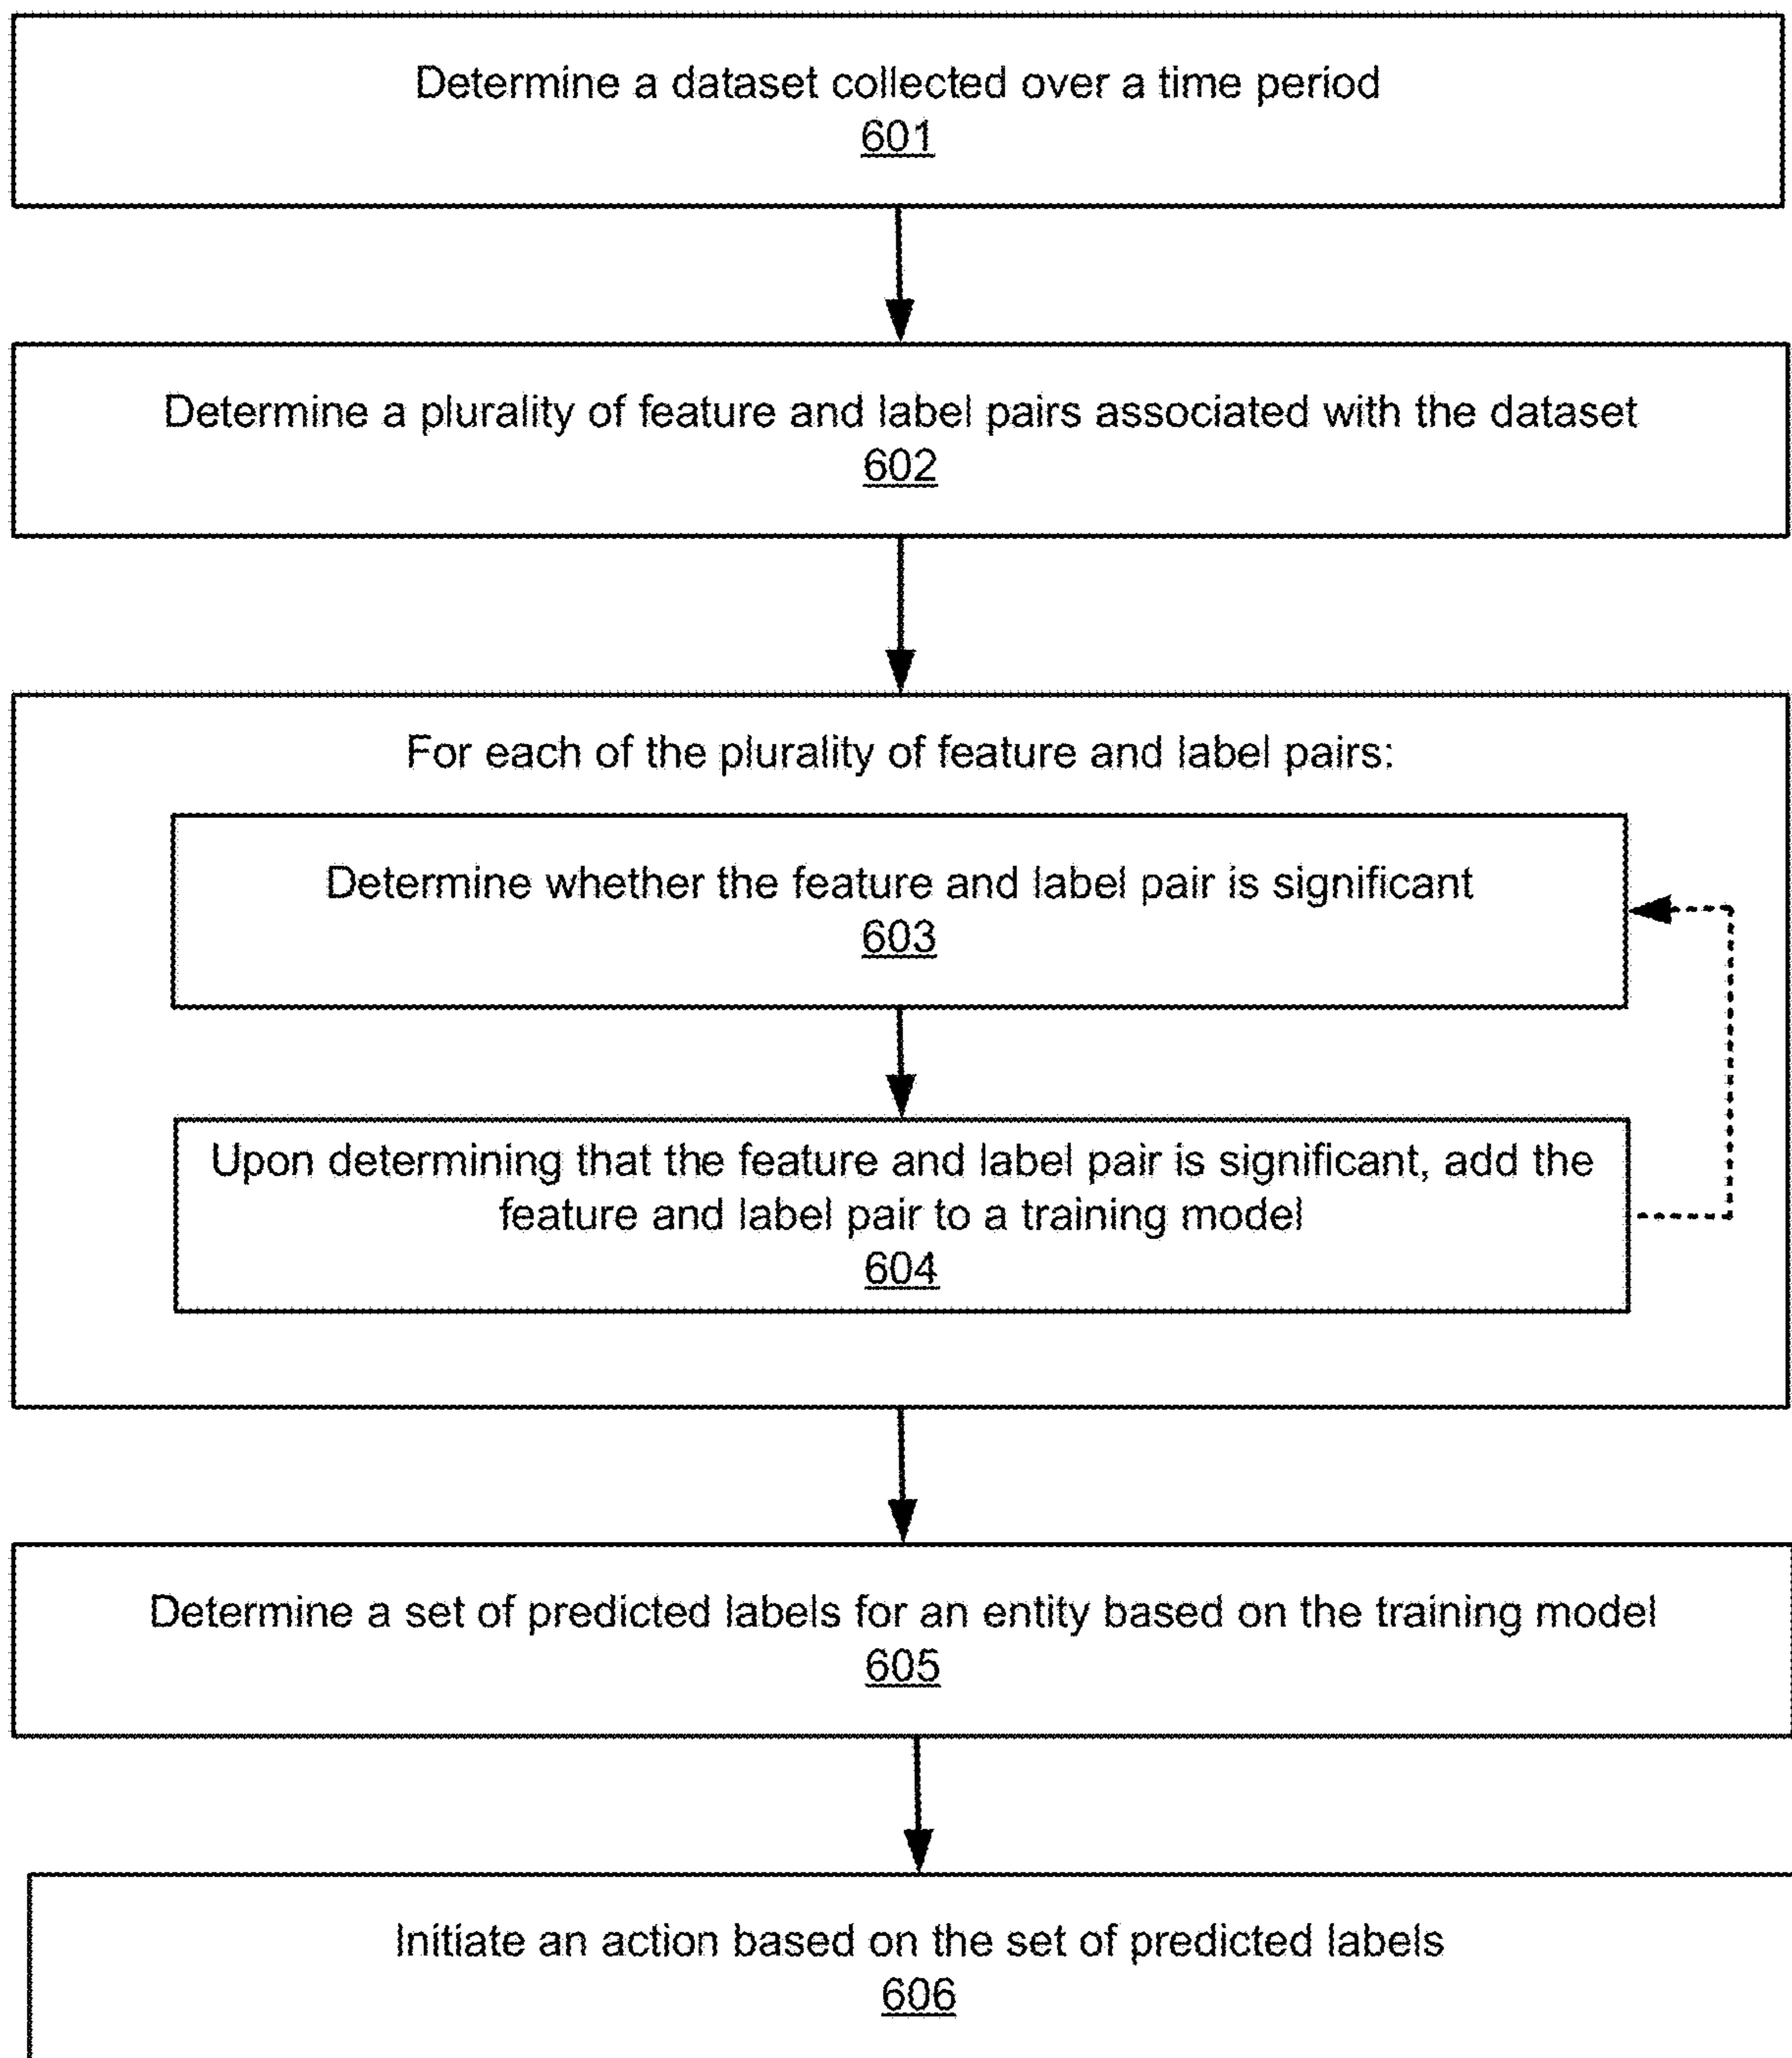 Determine a dataset collected over a time period
601
Determine a plurality of feature and label pairs associated with the dataset
602
For each of the plurality of feature and label pairs:
Determine whether the feature and label pair is significant
603
Upon determining that the feature and label pair is significant, add the
feature and label pair to a training model
604
Determine a set of predicted labels for an entity based on the training model
605
Initiate an action based on the set of predicted labels
606